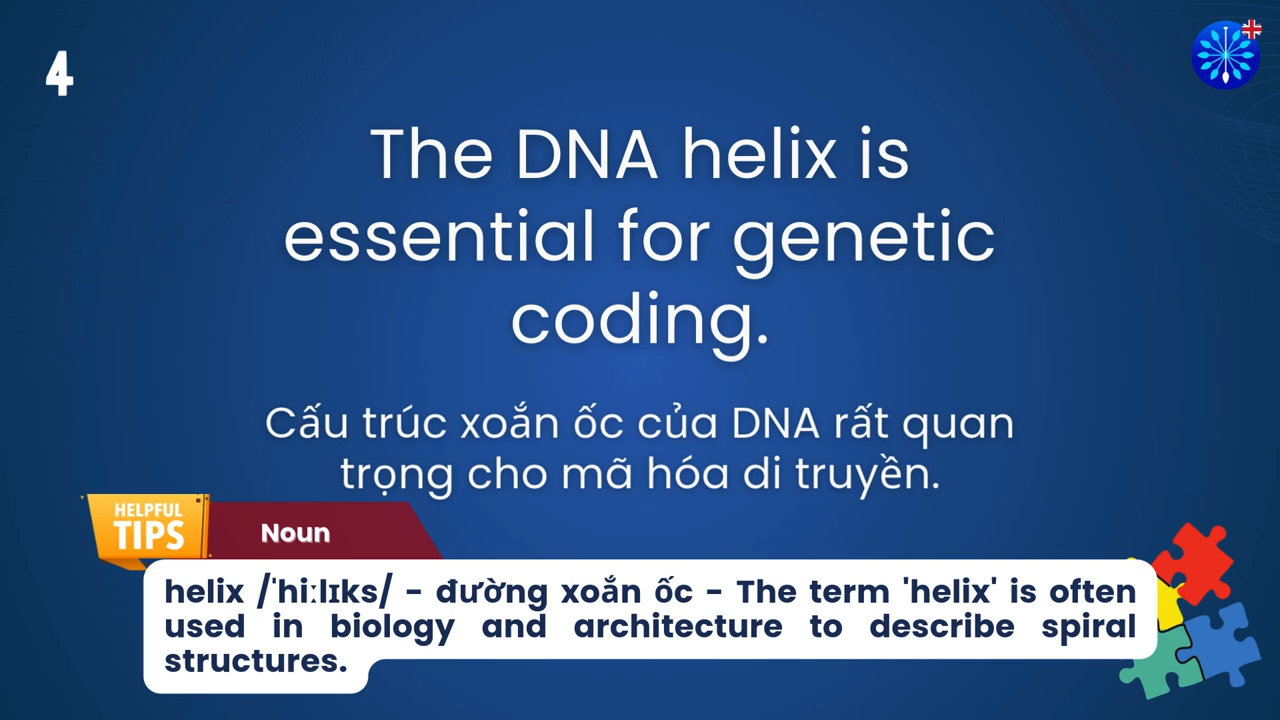 4
The DNA helix is
essential for genetic
coding.
Cấu trúc xoắn ốc của DNA rất quan
trọng cho mã hóa di truyền.
HELPFUL
TIPS
Noun
helix /ˈhiːlɪks/ - đường xoắn ốc - The term 'helix' is often
used in biology and architecture to describe spiral
structures.